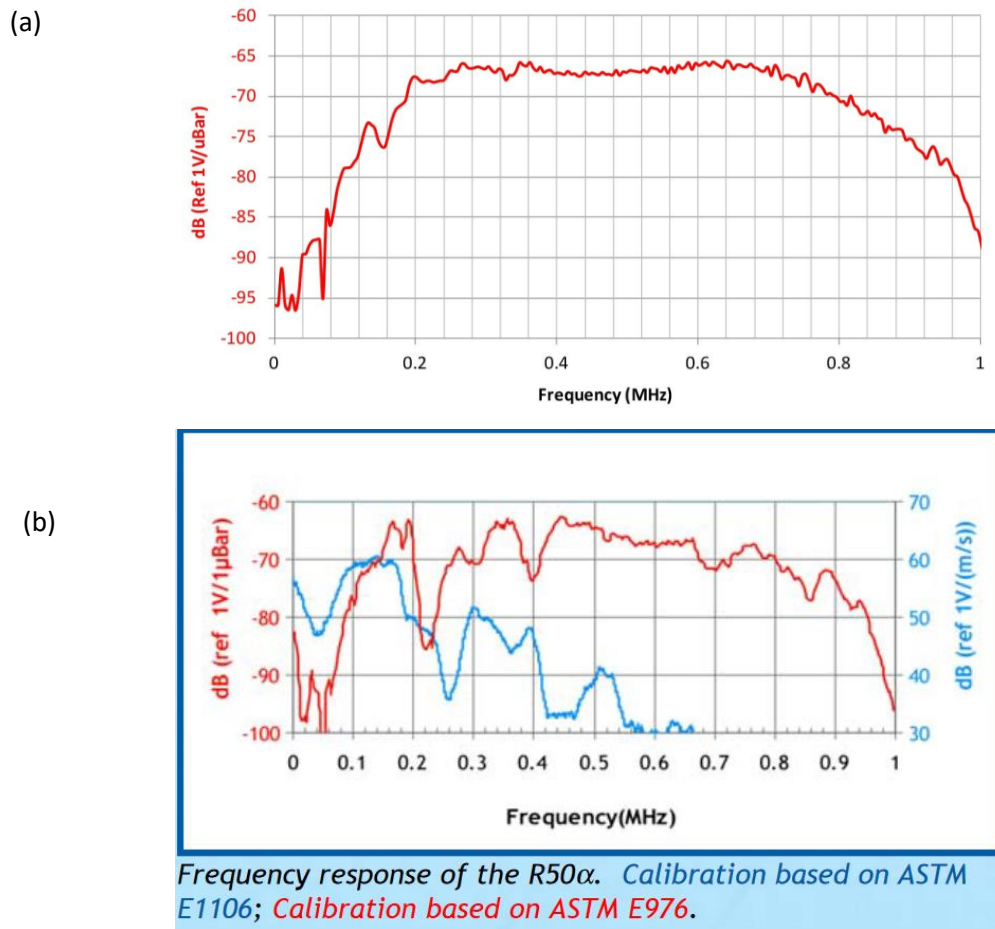 (a)
dB (Ref 1V/uBar)
-60
-65
-70
-75
-80
-85
-90
-95
-100
0 0.2 0.4 0.6 0.8 1
Frequency (MHz)
(b)
dB (ref 1V/1µBar)
-60
-70
-80
-90
-100
70
60
50
40
30
dB (ref 1V/(m/s))
0 0.1 0.2 0.3 0.4 0.5 0.6 0.7 0.8 0.9 1
Frequency(MHz)
Frequency response of the R50α. Calibration based on ASTM
E1106; Calibration based on ASTM E976.